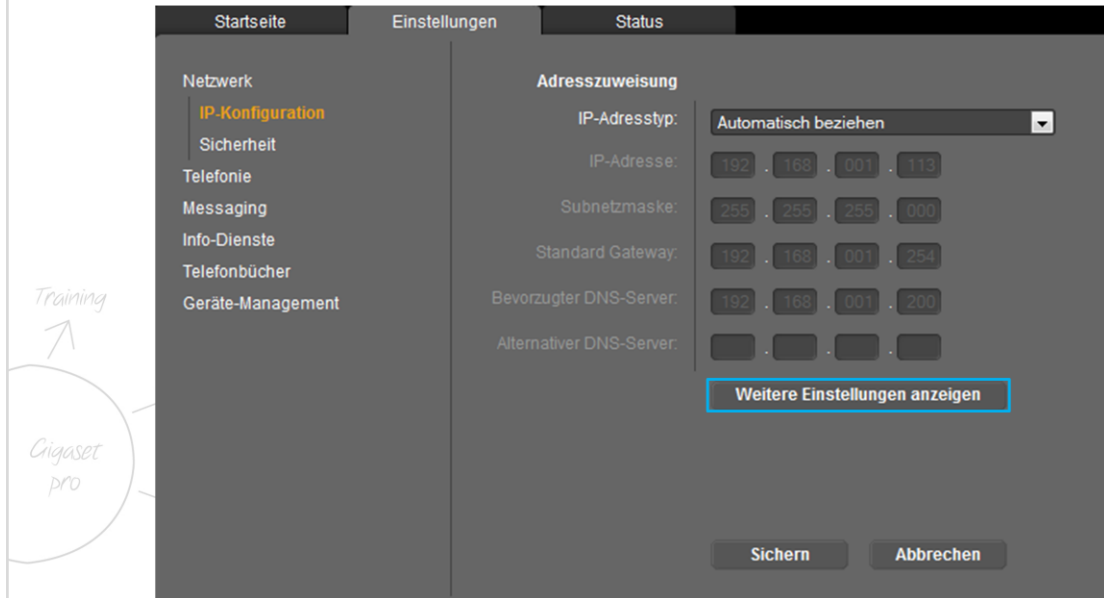 Startseite Einstellungen Status
Netzwerk
IP-Konfiguration
Sicherheit
Telefonie
Messaging
Info-Dienste
Telefonbücher
Geräte-Management
Adresszuweisung
IP-Adresstyp: Automatisch beziehen
IP-Adresse: 192 . 168 . 001 . 113
Subnetzmaske: 255 . 255 . 255 . 000
Standard Gateway: 192 . 168 . 001 . 254
Bevorzugter DNS-Server: 192 . 168 . 001 . 200
Alternativer DNS-Server: . . .
Weitere Einstellungen anzeigen
Sichern Abbrechen
Training
Gigaset
pro